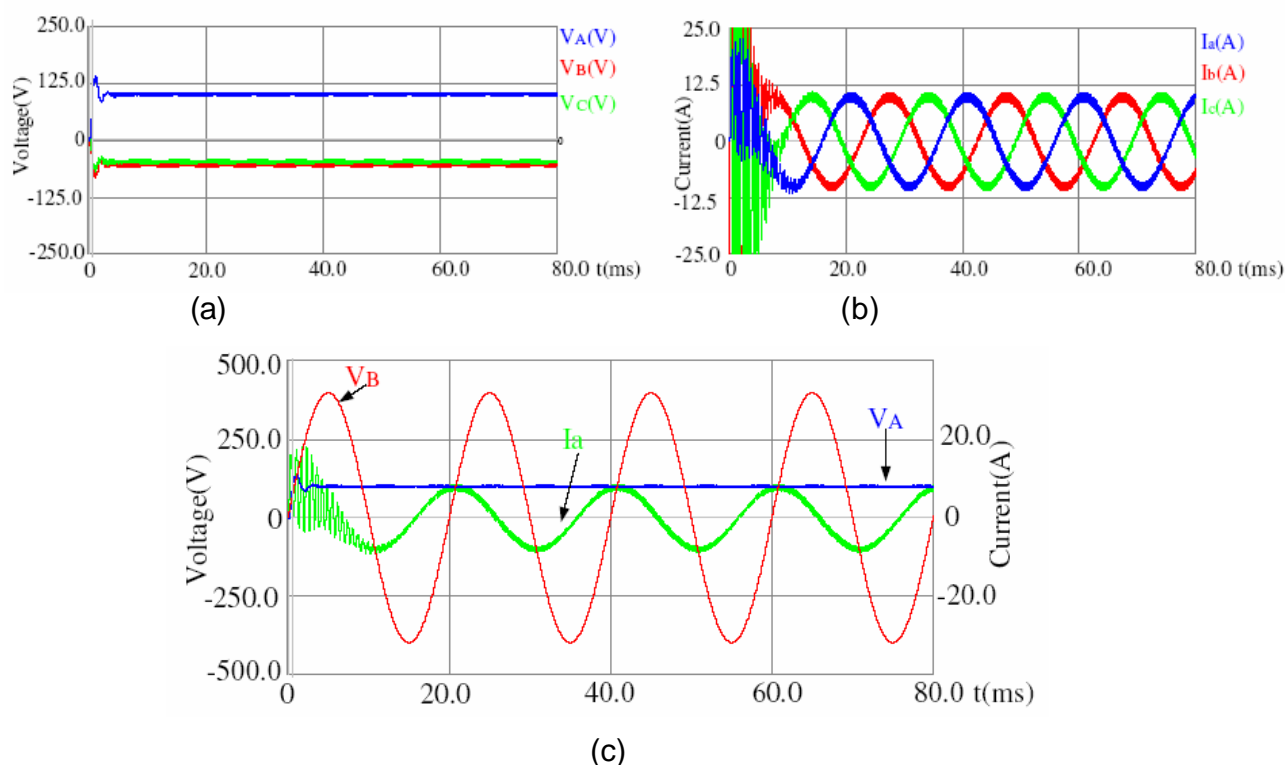 250.0
125.0
0
-125.0
-250.0
Voltage(V)
0
20.0
40.0
60.0
80.0 t(ms)
VA(V)
VB(V)
VC(V)
0
(a)
25.0
12.5
0
-12.5
-25.0
Current(A)
0
20.0
40.0
60.0
80.0 t(ms)
Ia(A)
Ib(A)
Ic(A)
(b)
500.0
250.0
0
-250.0
-500.0
Voltage(V)
VB
Ia
VA
20.0
0
-20.0
Current(A)
0
20.0
40.0
60.0
80.0 t(ms)
(c)